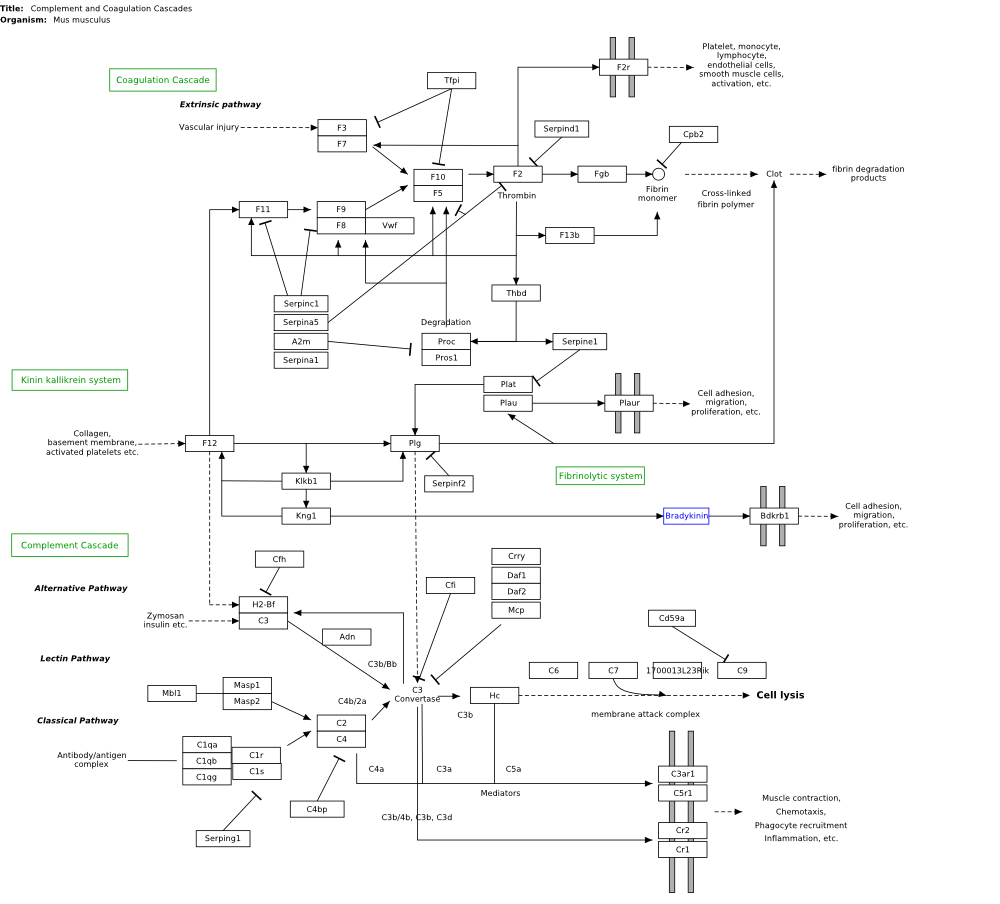 Title: Complement and Coagulation Cascades
Organism: Mus musculus
Platelet, monocyte,
lymphocyte,
endothelial cells,
smooth muscle cells,
activation, etc.
F2r
Coagulation Cascade
Tfpi
Extrinsic pathway
Vascular injury
F3
F7
Serpind1
Cpb2
F10
F5
F2
Thrombin
Fgb
Fibrin
monomer
Cross-linked
fibrin polymer
Clot
fibrin degradation
products
F11
F9
F8
Vwf
F13b
Thbd
Serpinc1
Serpina5
A2m
Serpina1
Degradation
Proc
Pros1
Serpine1
Kinin kallikrein system
Plat
Plau
Plaur
Cell adhesion,
migration,
proliferation, etc.
Collagen,
basement membrane,
activated platelets etc.
F12
Plg
Klkb1
Serpinf2
Fibrinolytic system
Kng1
Bradykinin
Bdkrb1
Cell adhesion,
migration,
proliferation, etc.
Complement Cascade
Cfh
Crry
Daf1
Daf2
Mcp
Cfi
Alternative Pathway
H2-Bf
C3
Zymosan
insulin etc.
Adn
Cd59a
Lectin Pathway
C3b/Bb
C6
C7
1700013L23Rik
C9
Mbl1
Masp1
Masp2
C4b/2a
C3
Convertase
Hc
Cell lysis
C3b
membrane attack complex
Classical Pathway
C2
C4
Antibody/antigen
complex
C1qa
C1qb
C1qg
C1r
C1s
C4a
C3a
C5a
Mediators
C3ar1
C5r1
Cr2
Cr1
C4bp
C3b/4b, C3b, C3d
Serping1
Muscle contraction,
Chemotaxis,
Phagocyte recruitment
Inflammation, etc.